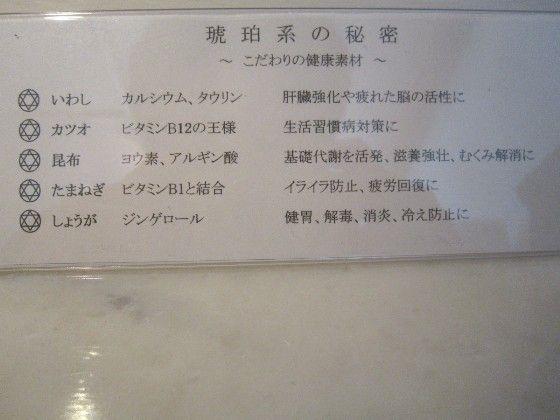 琥珀系の秘密
～ こだわりの健康素材 ～
いわし カルシウム、タウリン 肝臓強化や疲れた脳の活性に
カツオ ビタミンB12の王様 生活習慣病対策に
昆布 ヨウ素、アルギン酸 基礎代謝を活発、滋養強壮、むくみ解消に
たまねぎ ビタミンB1と結合 イライラ防止、疲労回復に
しょうが ジンゲロール 健胃、解毒、消炎、冷え防止に